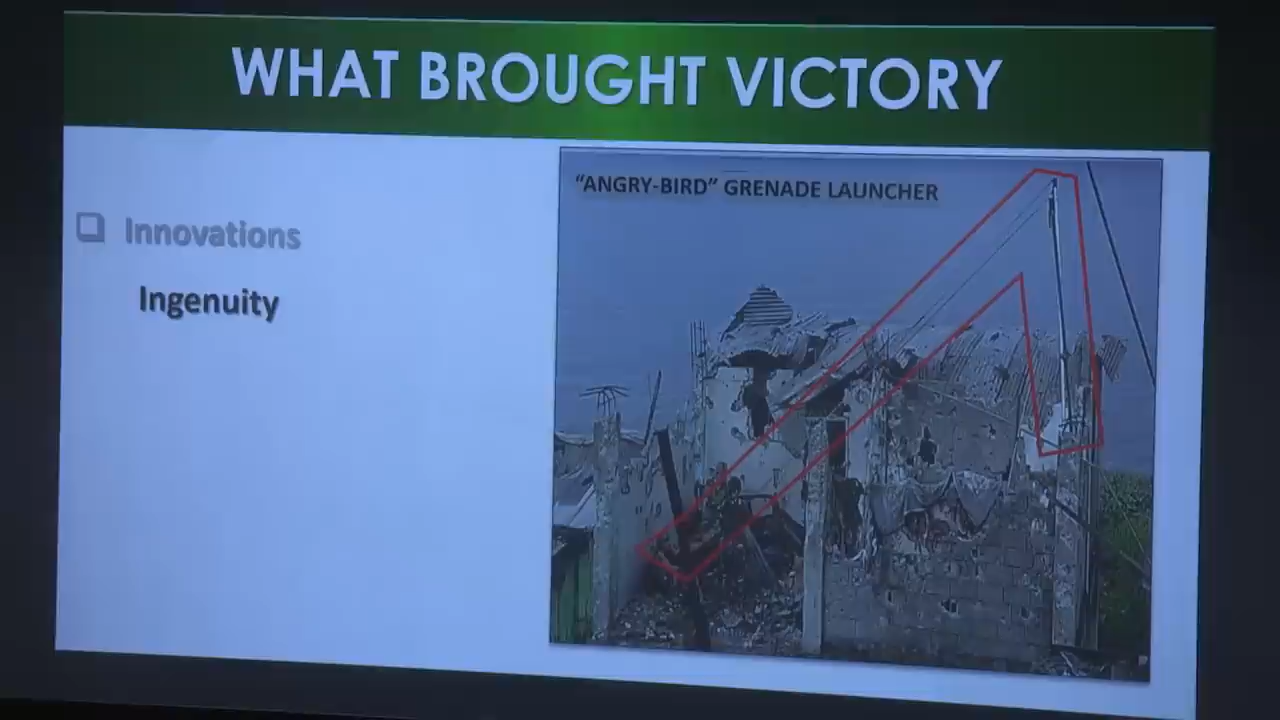 WHAT BROUGHT VICTORY
Innovations
Ingenuity
“ANGRY-BIRD” GRENADE LAUNCHER